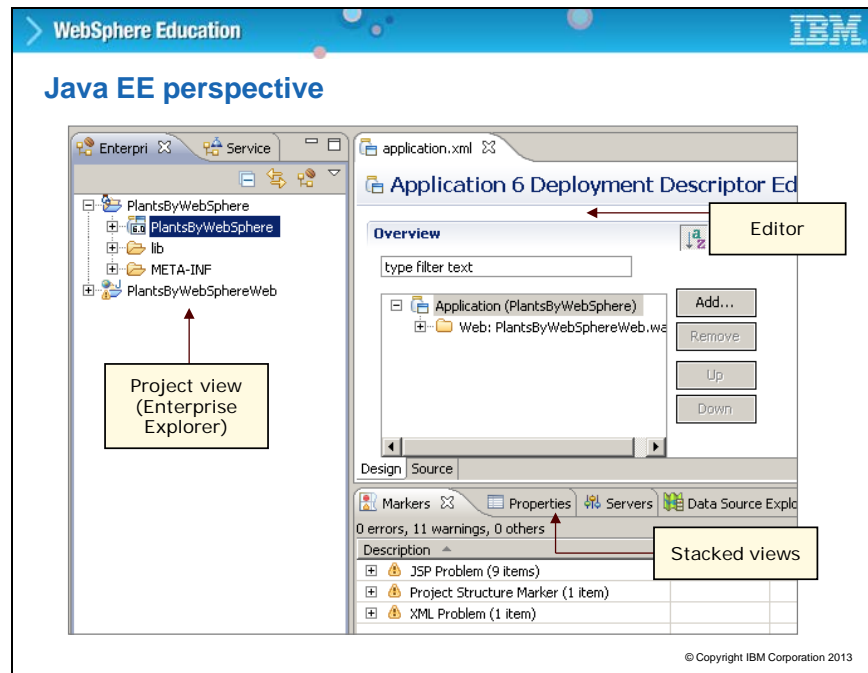 WebSphere Education
IBM
Java EE perspective
Enterpri
Service
PlantsByWebSphere
6.0 PlantsByWebSphere
lib
META-INF
PlantsByWebSphereWeb
Project view
(Enterprise
Explorer)
application.xml
Application 6 Deployment Descriptor Ed
Editor
Overview
a
z
type filter text
Application (PlantsByWebSphere)
Web: PlantsByWebSphereWeb.wa
Add...
Remove
Up
Down
Design Source
Markers Properties Servers Data Source Explo
0 errors, 11 warnings, 0 others
Description
JSP Problem (9 items)
Project Structure Marker (1 item)
XML Problem (1 item)
Stacked views
© Copyright IBM Corporation 2013